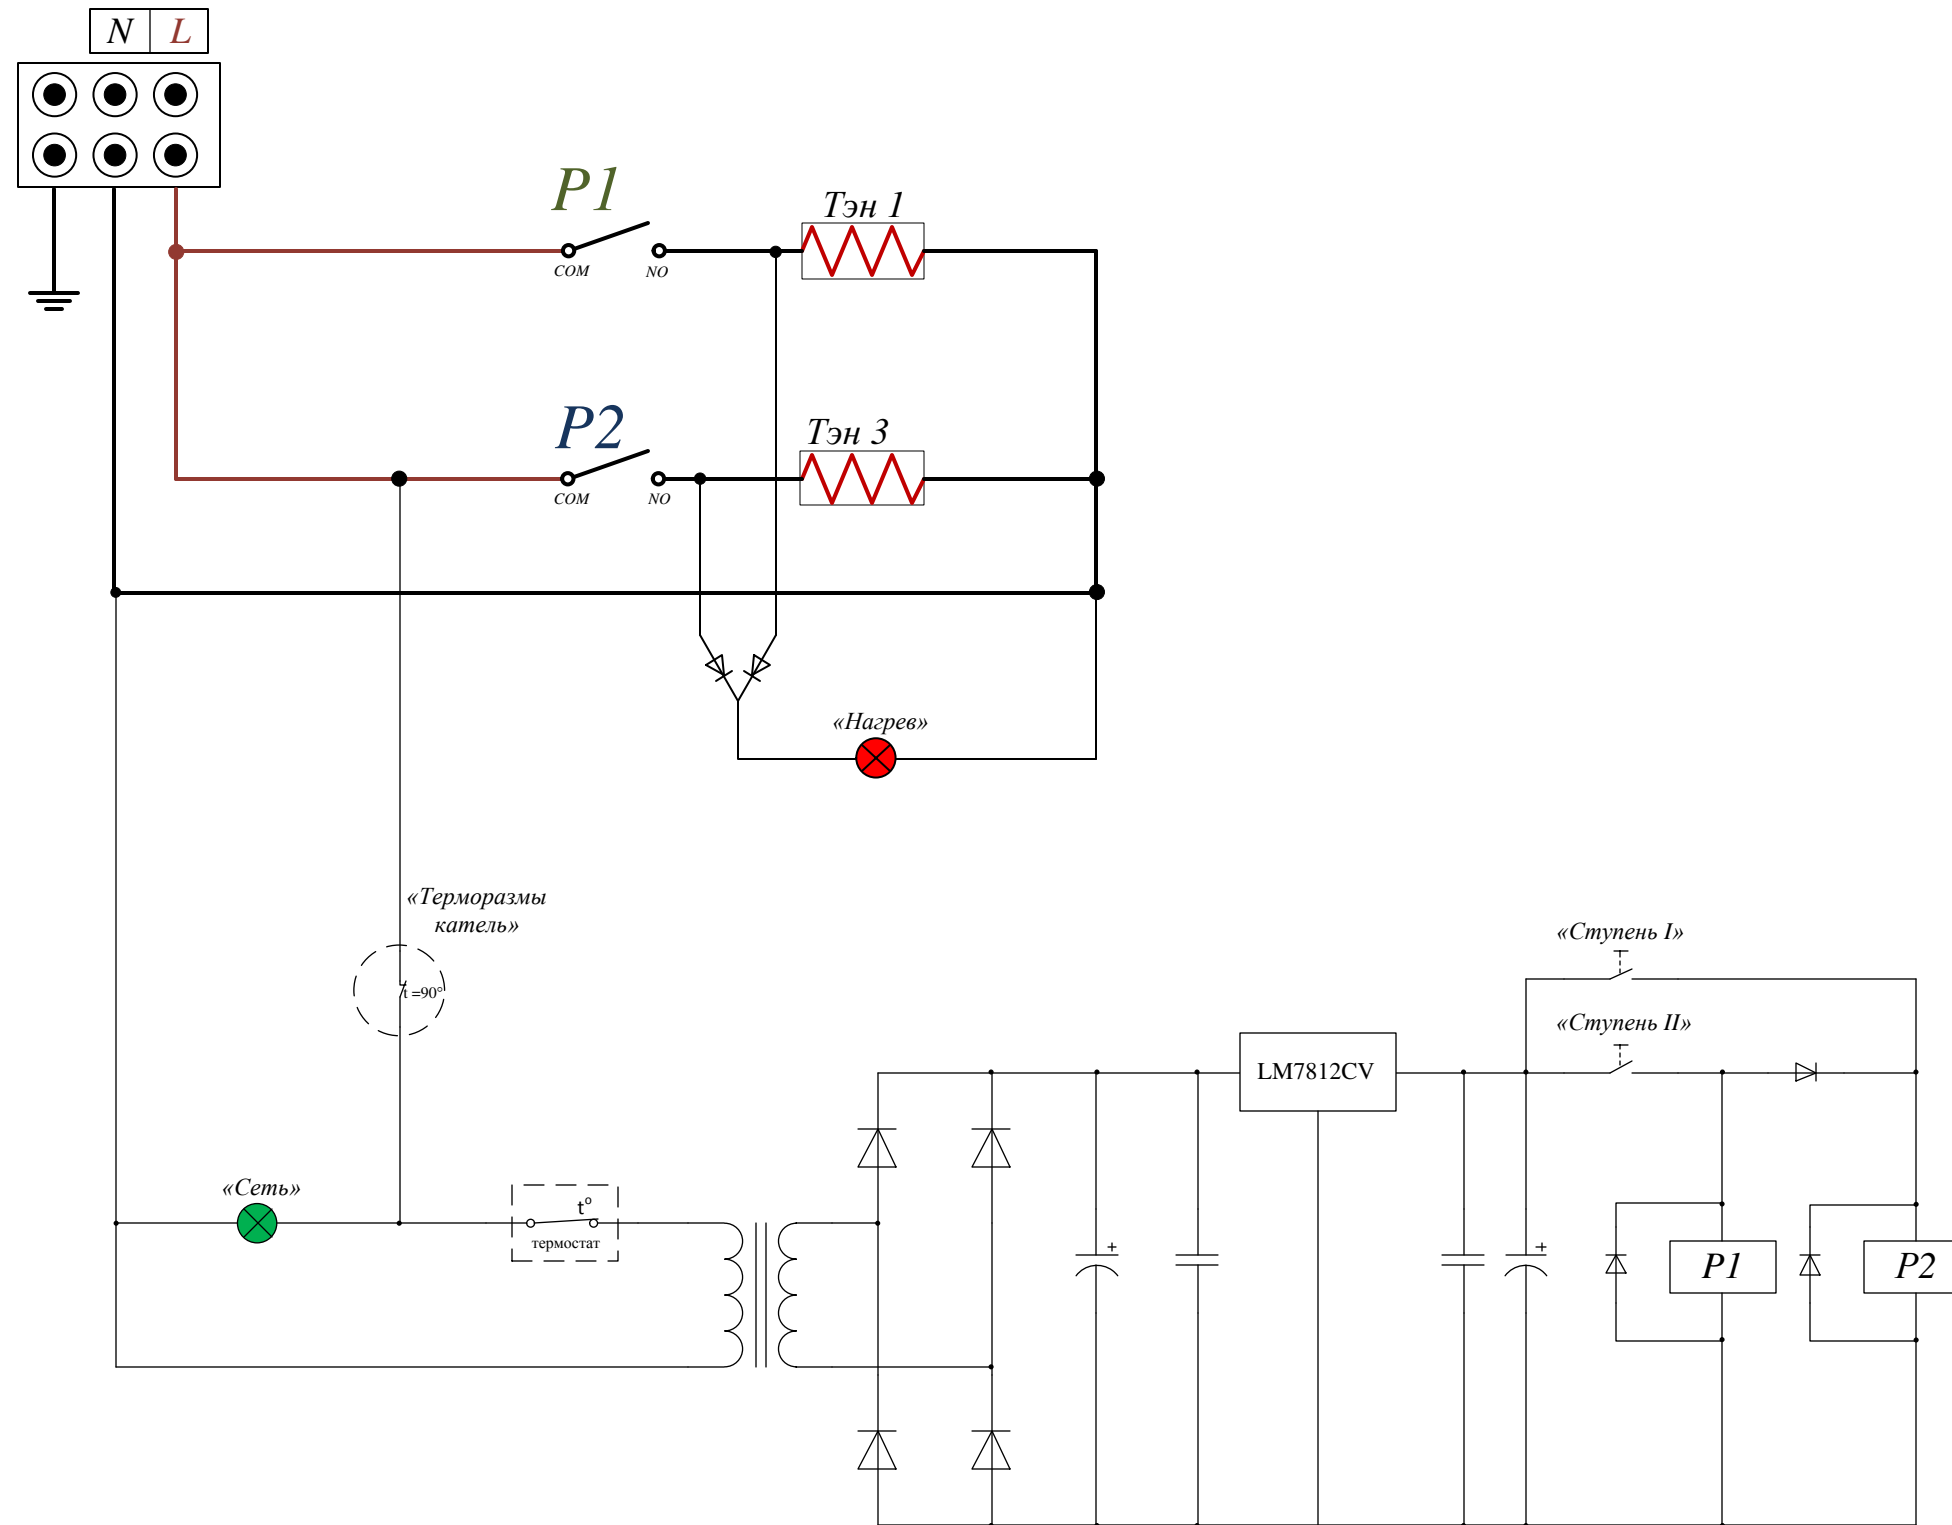 N L
P1
Тэн 1
COM
NO
P2
Тэн 3
COM
NO
«Нагрев»
«Терморазмы
катель»
t =90°
«Ступень I»
«Ступень II»
LM7812CV
«Сеть»
t°
термостат
+
+
P1
P2